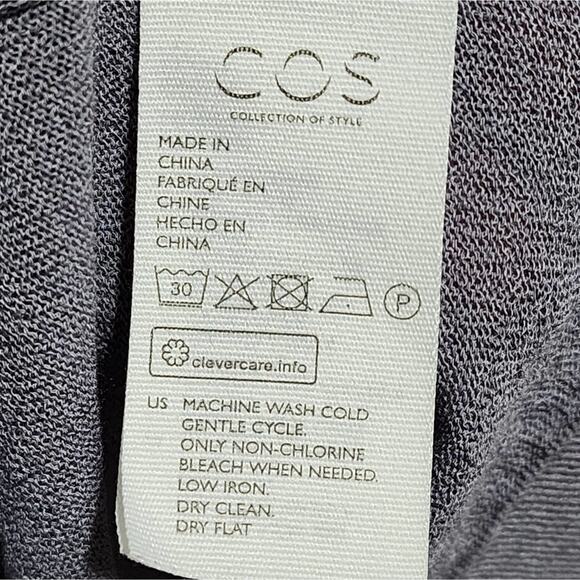 COS
COLLECTION OF STYLE
MADE IN
CHINA
FABRIQUÉ EN
CHINE
HECHO EN
CHINA
30 P
clevercare.info
US MACHINE WASH COLD
GENTLE CYCLE.
ONLY NON-CHLORINE
BLEACH WHEN NEEDED.
LOW IRON.
DRY CLEAN.
DRY FLAT